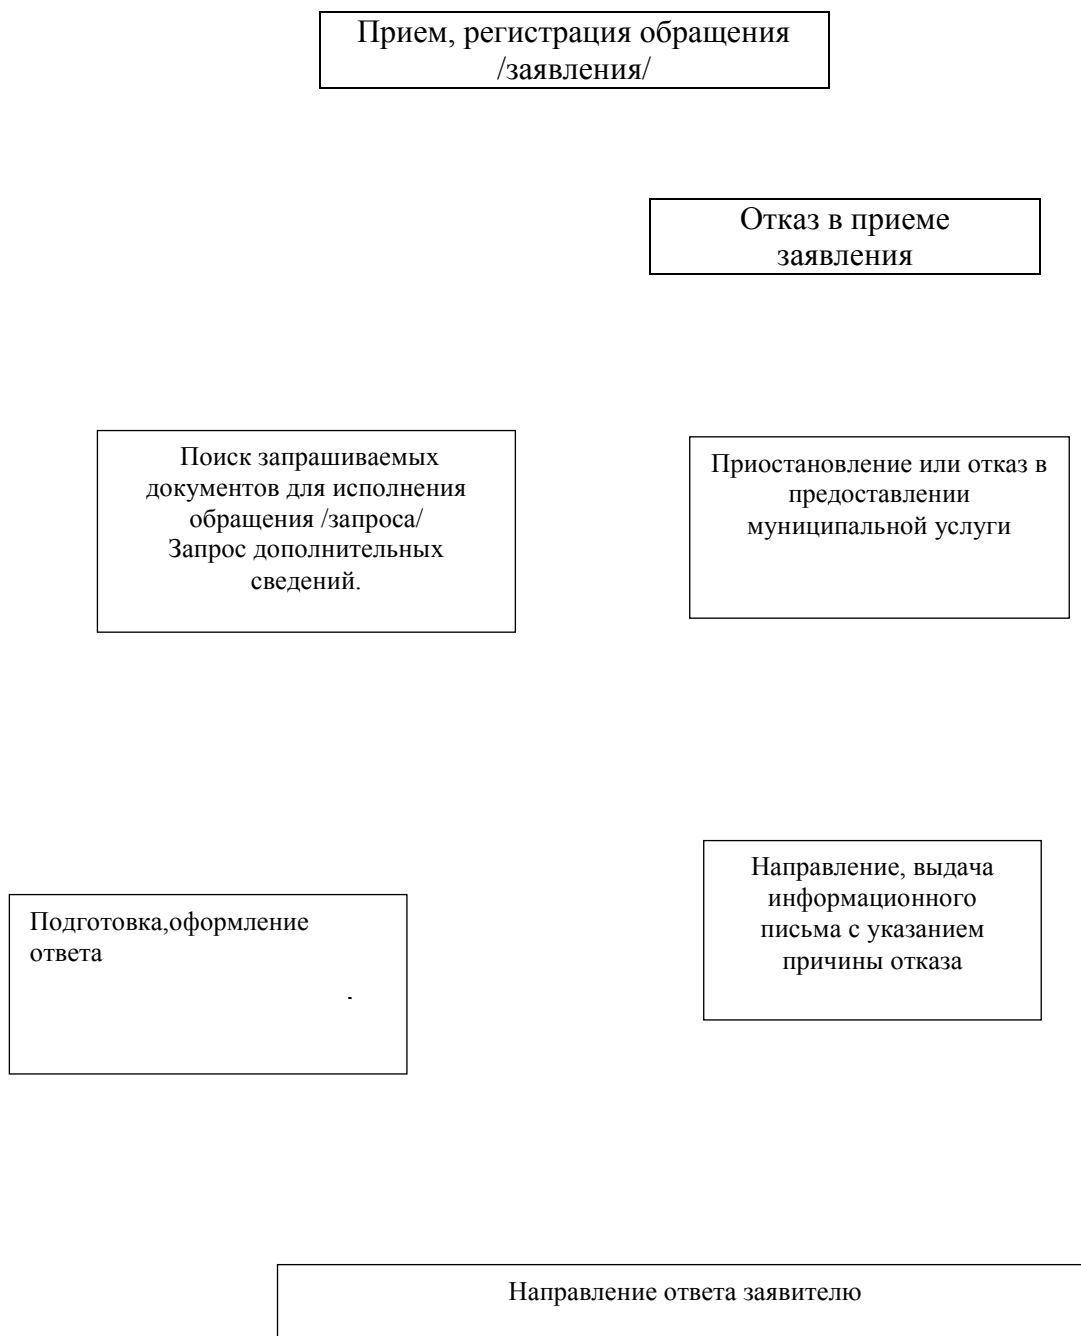 Прием, регистрация обращения
/заявления/
Отказ в приеме
заявления
Поиск запрашиваемых
документов для исполнения
обращения /запроса/
Запрос дополнительных
сведений.
Приостановление или отказ в
предоставлении
муниципальной услуги
Направление, выдача
информационного
письма с указанием
причины отказа
Подготовка,оформление
ответа
.
Направление ответа заявителю